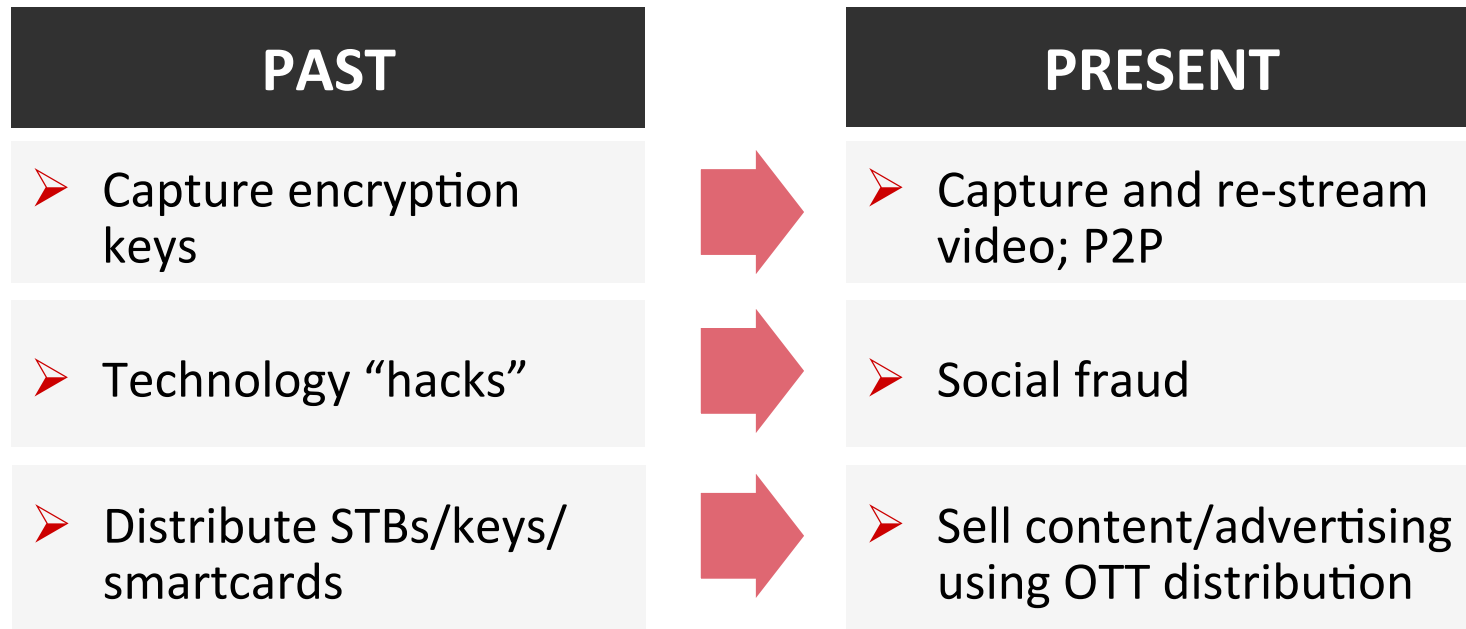 PAST
PRESENT
Capture encryption
keys
Capture and re-stream
video; P2P
Technology “hacks”
Social fraud
Distribute STBs/keys/
smartcards
Sell content/advertising
using OTT distribution